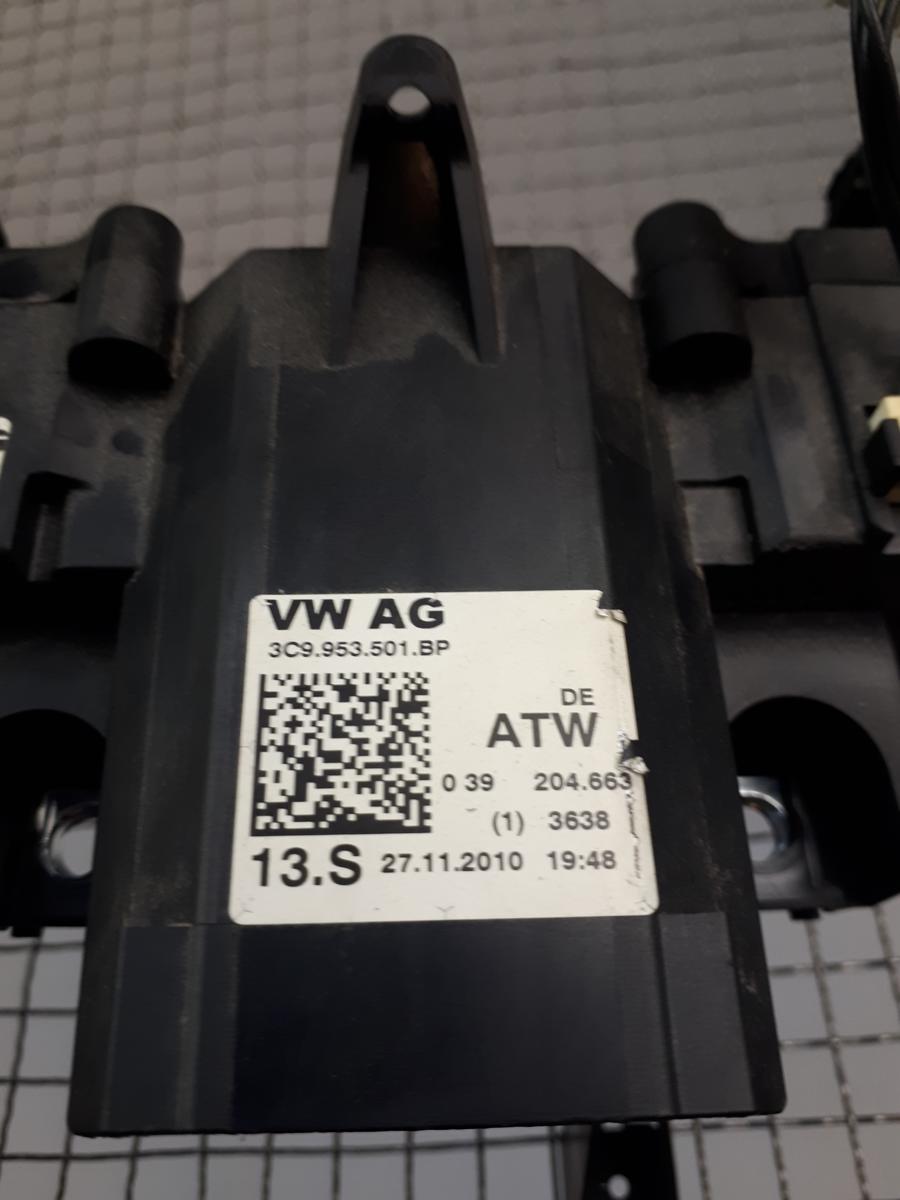 VW AG
3C9.953.501.BP
DE
ATW
0 39 204.663
(1) 3638
13.S 27.11.2010 19:48